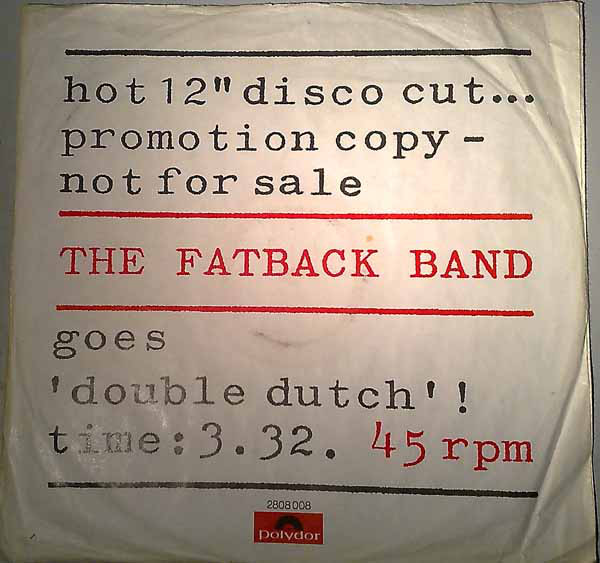 hot 12" disco cut...
promotion copy -
not for sale
THE FATBACK BAND
goes
'double dutch'!
time:3.32. 45 rpm
2808 008
polydor